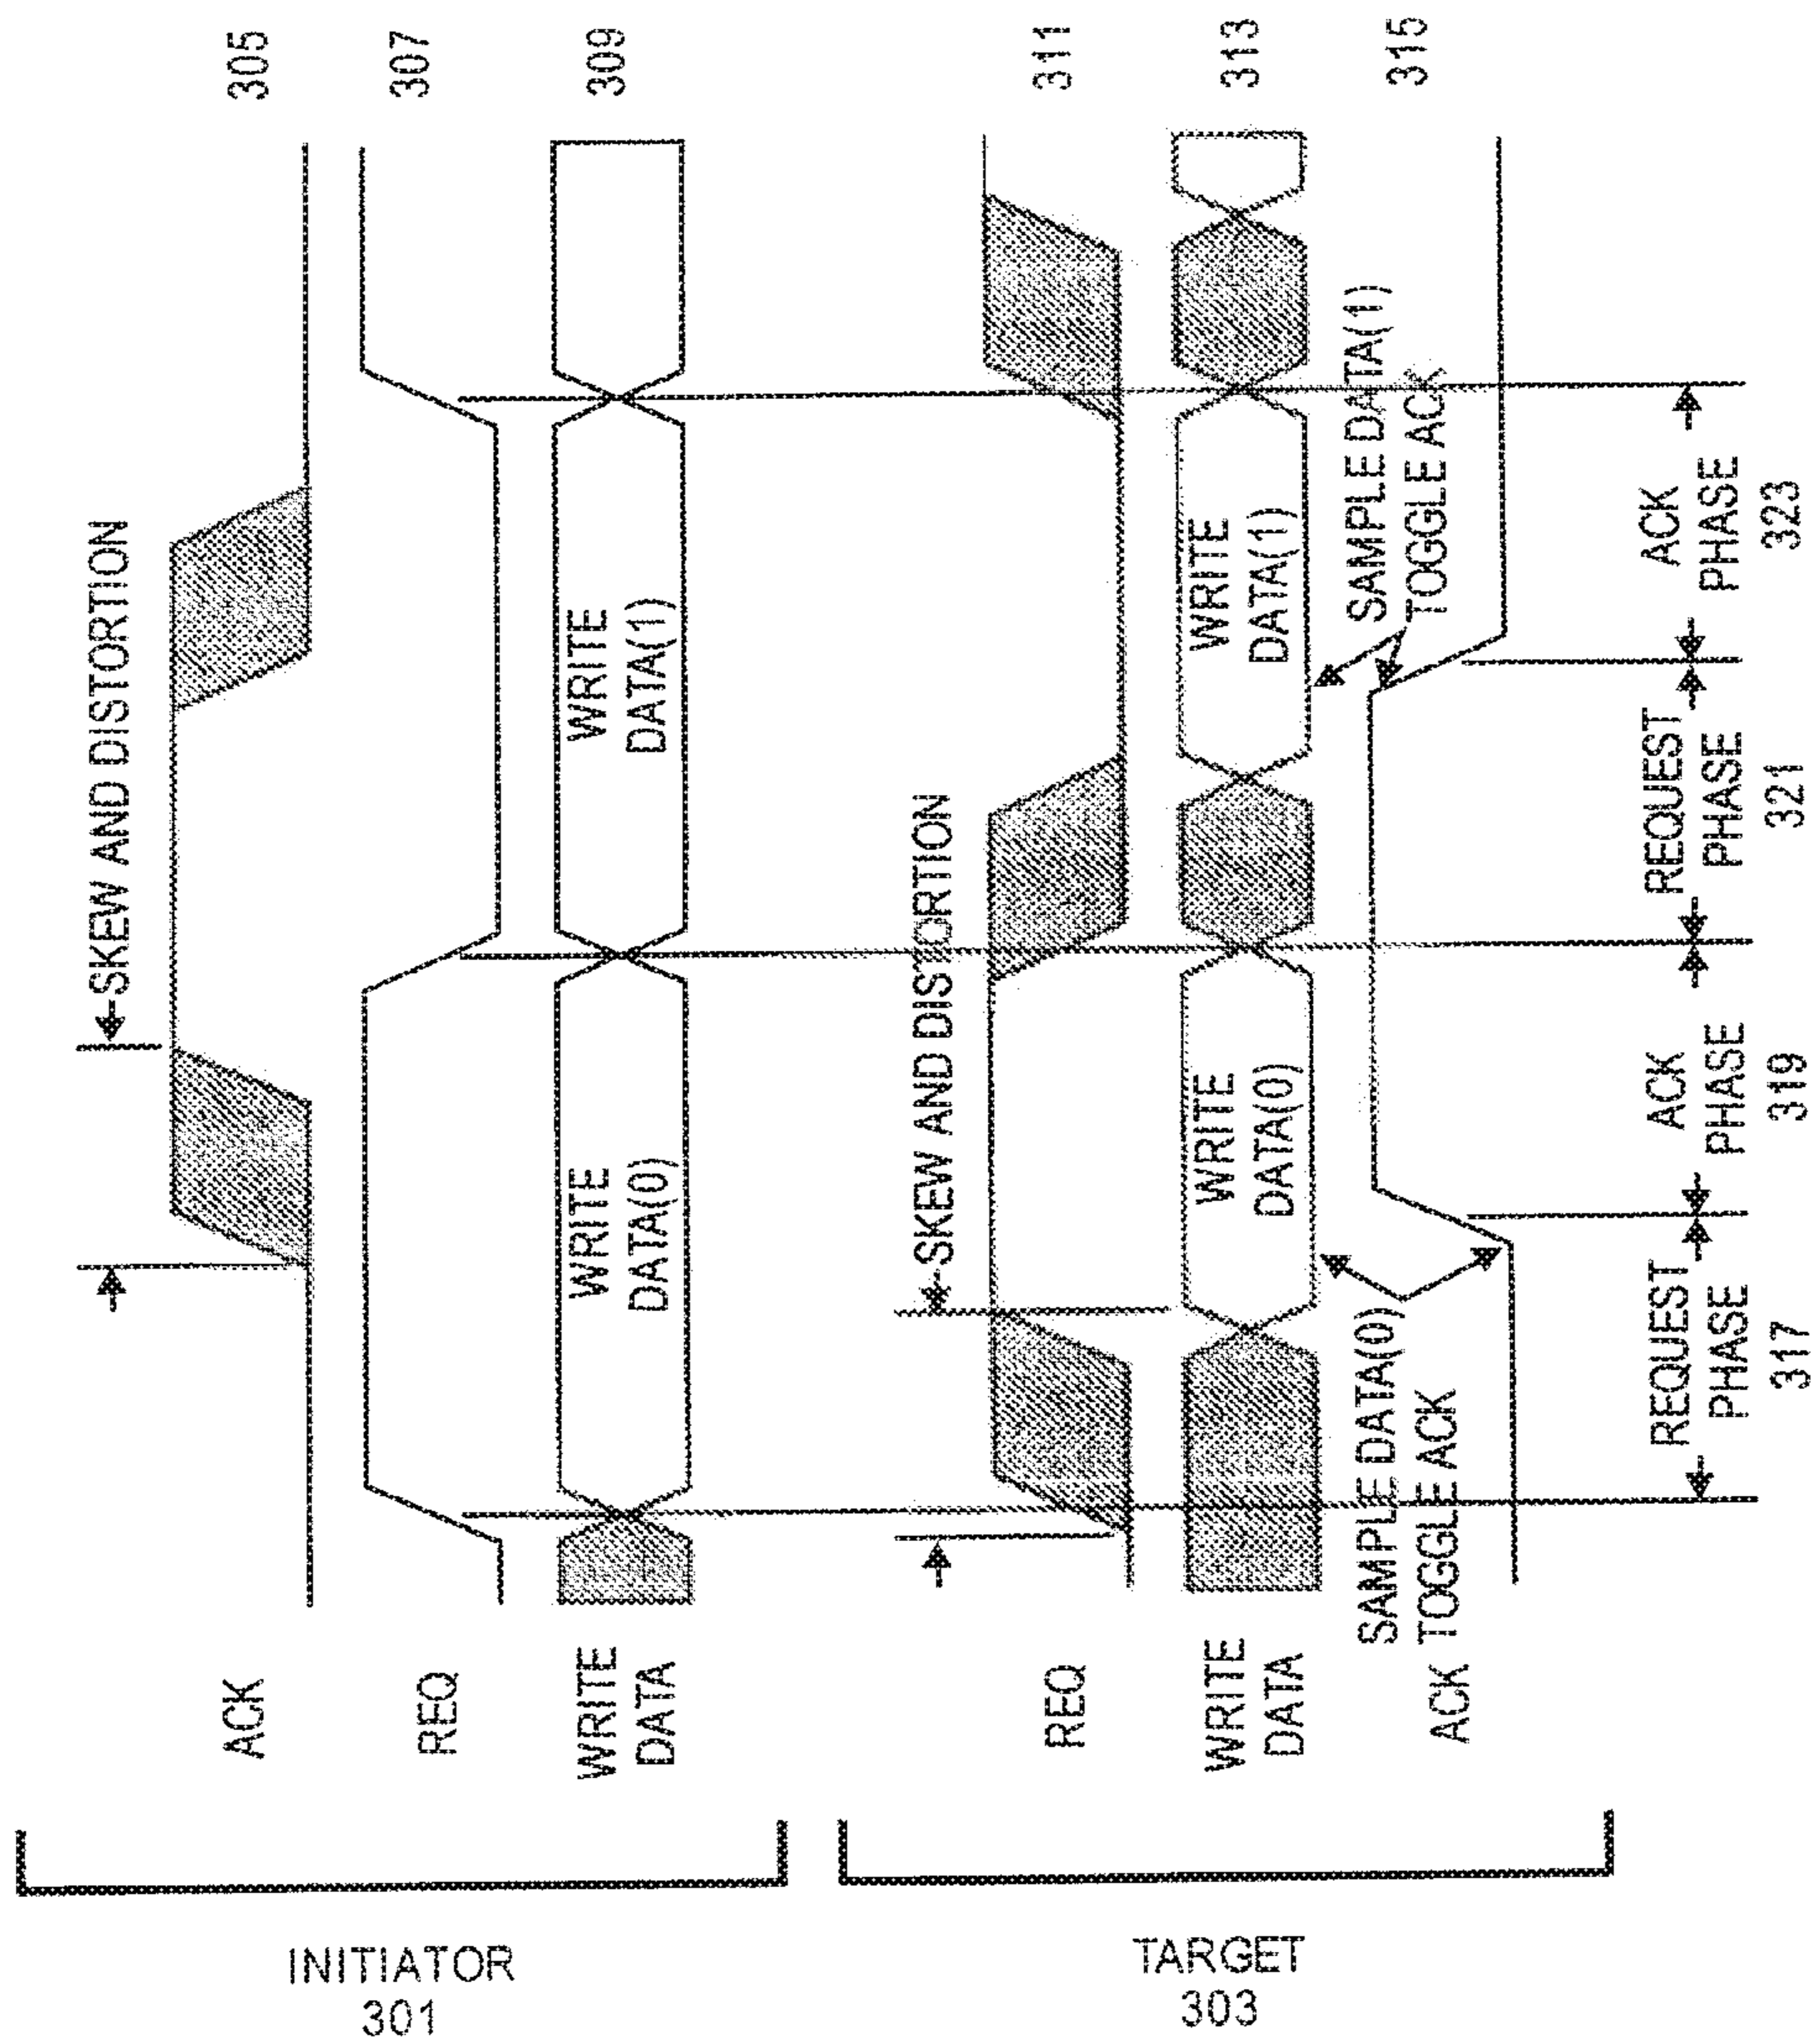 SKEW AND DISTORTION
ACK
305
REQ
307
WRITE
DATA
WRITE
DATA(0)
WRITE
DATA(1)
309
INITIATOR
301
SKEW AND DISTORTION
REQ
311
WRITE
DATA
WRITE
DATA(0)
WRITE
DATA(1)
313
SAMPLE DATA(0)
TOGGLE ACK
SAMPLE DATA(1)
TOGGLE ACK
ACK
315
TARGET
303
REQUEST
PHASE
317
ACK
PHASE
319
REQUEST
PHASE
321
ACK
PHASE
323